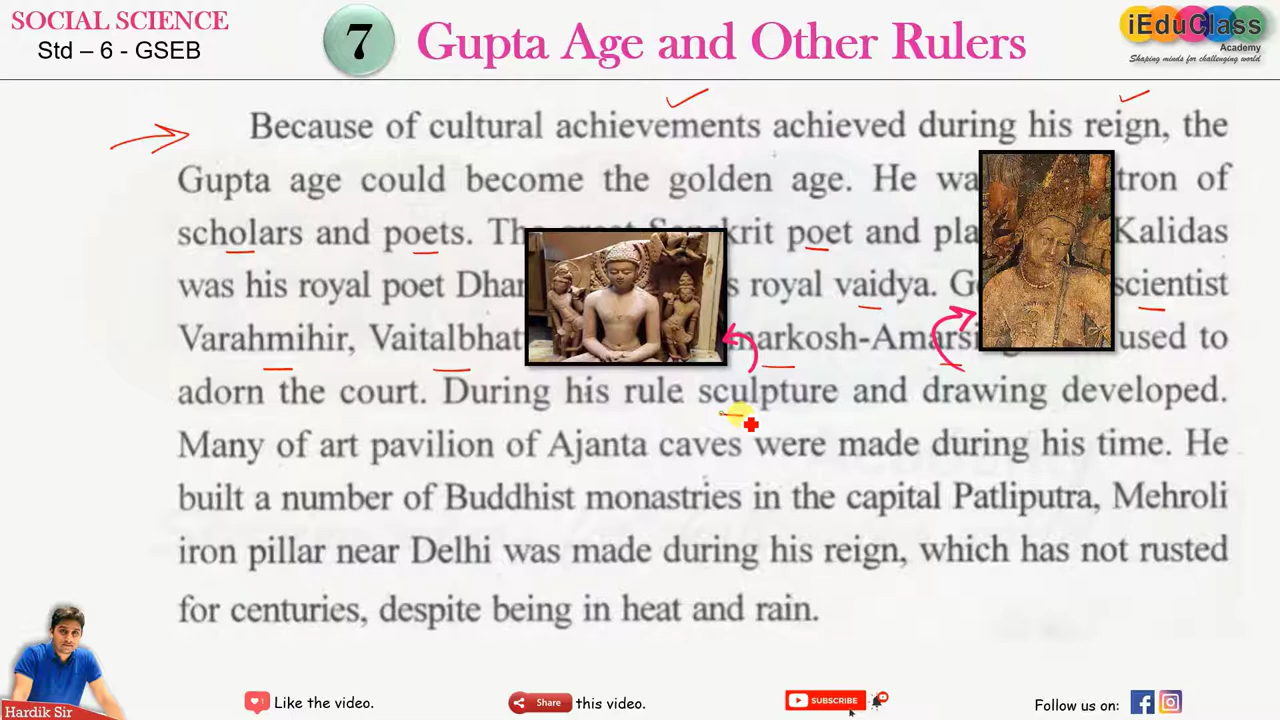 SOCIAL SCIENCE
Std – 6 - GSEB
7
Gupta Age and Other Rulers
iEduClass
Academy
Shaping minds for challenging world
Because of cultural achievements achieved during his reign, the
Gupta age could become the golden age. He tron of
scholars and poets. krit poet and Kalidas
was his royal poet royal vaidya. scientist
Varahmihir, Vaitalbhat used to
adorn the court. During his rule sculpture and drawing developed.
Many of art pavilion of Ajanta caves were made during his time. He
built a number of Buddhist monastries in the capital Patliputra, Mehroli
iron pillar near Delhi was made during his reign, which has not rusted
for centuries, despite being in heat and rain.
Hardik Sir
Like the video.
Share this video.
SUBSCRIBE
Follow us on: